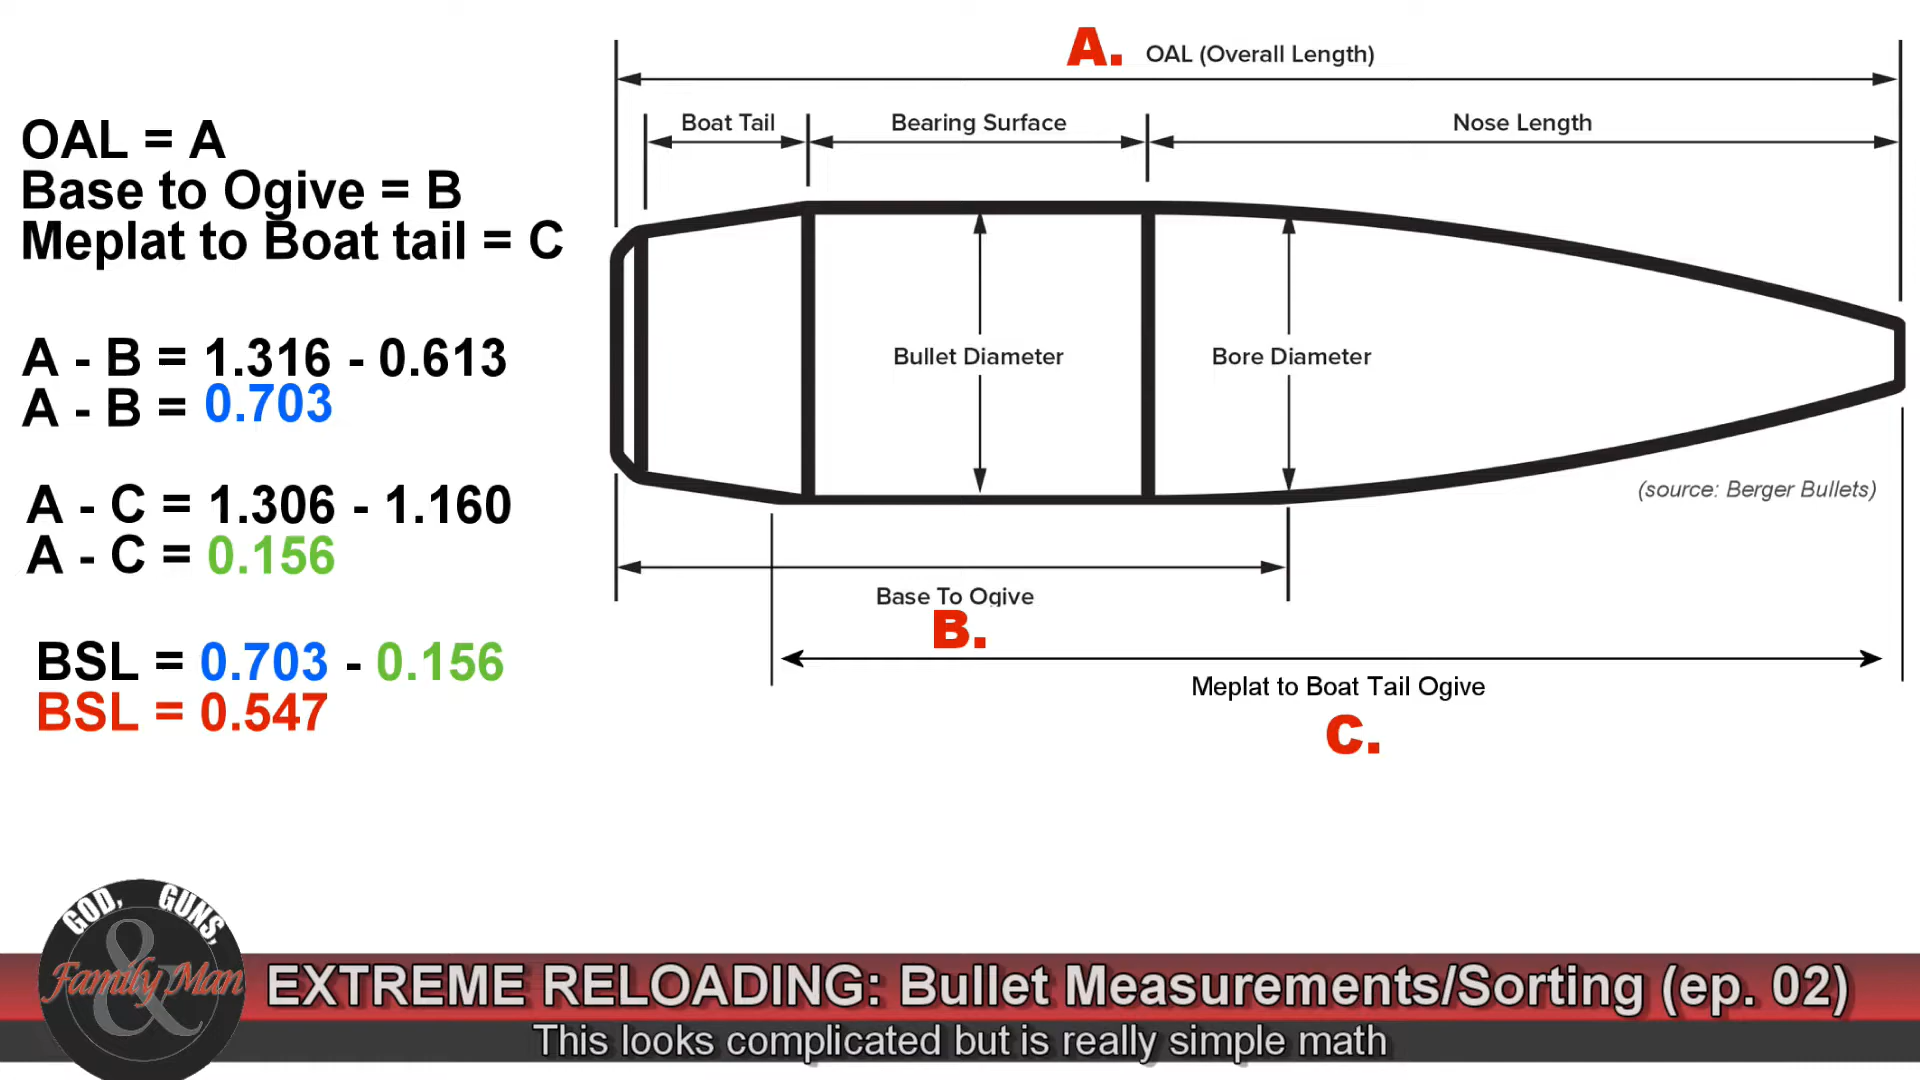 A. OAL (Overall Length)
Boat Tail Bearing Surface Nose Length
OAL = A
Base to Ogive = B
Meplat to Boat tail = C
A - B = 1.316 - 0.613
A - B = 0.703
A - C = 1.306 - 1.160
A - C = 0.156
BSL = 0.703 - 0.156
BSL = 0.547
Bullet Diameter Bore Diameter
(source: Berger Bullets)
Base To Ogive
B.
Meplat to Boat Tail Ogive
C.
GOD, GUNS,
&
Family Man
EXTREME RELOADING: Bullet Measurements/Sorting (ep. 02)
This looks complicated but is really simple math